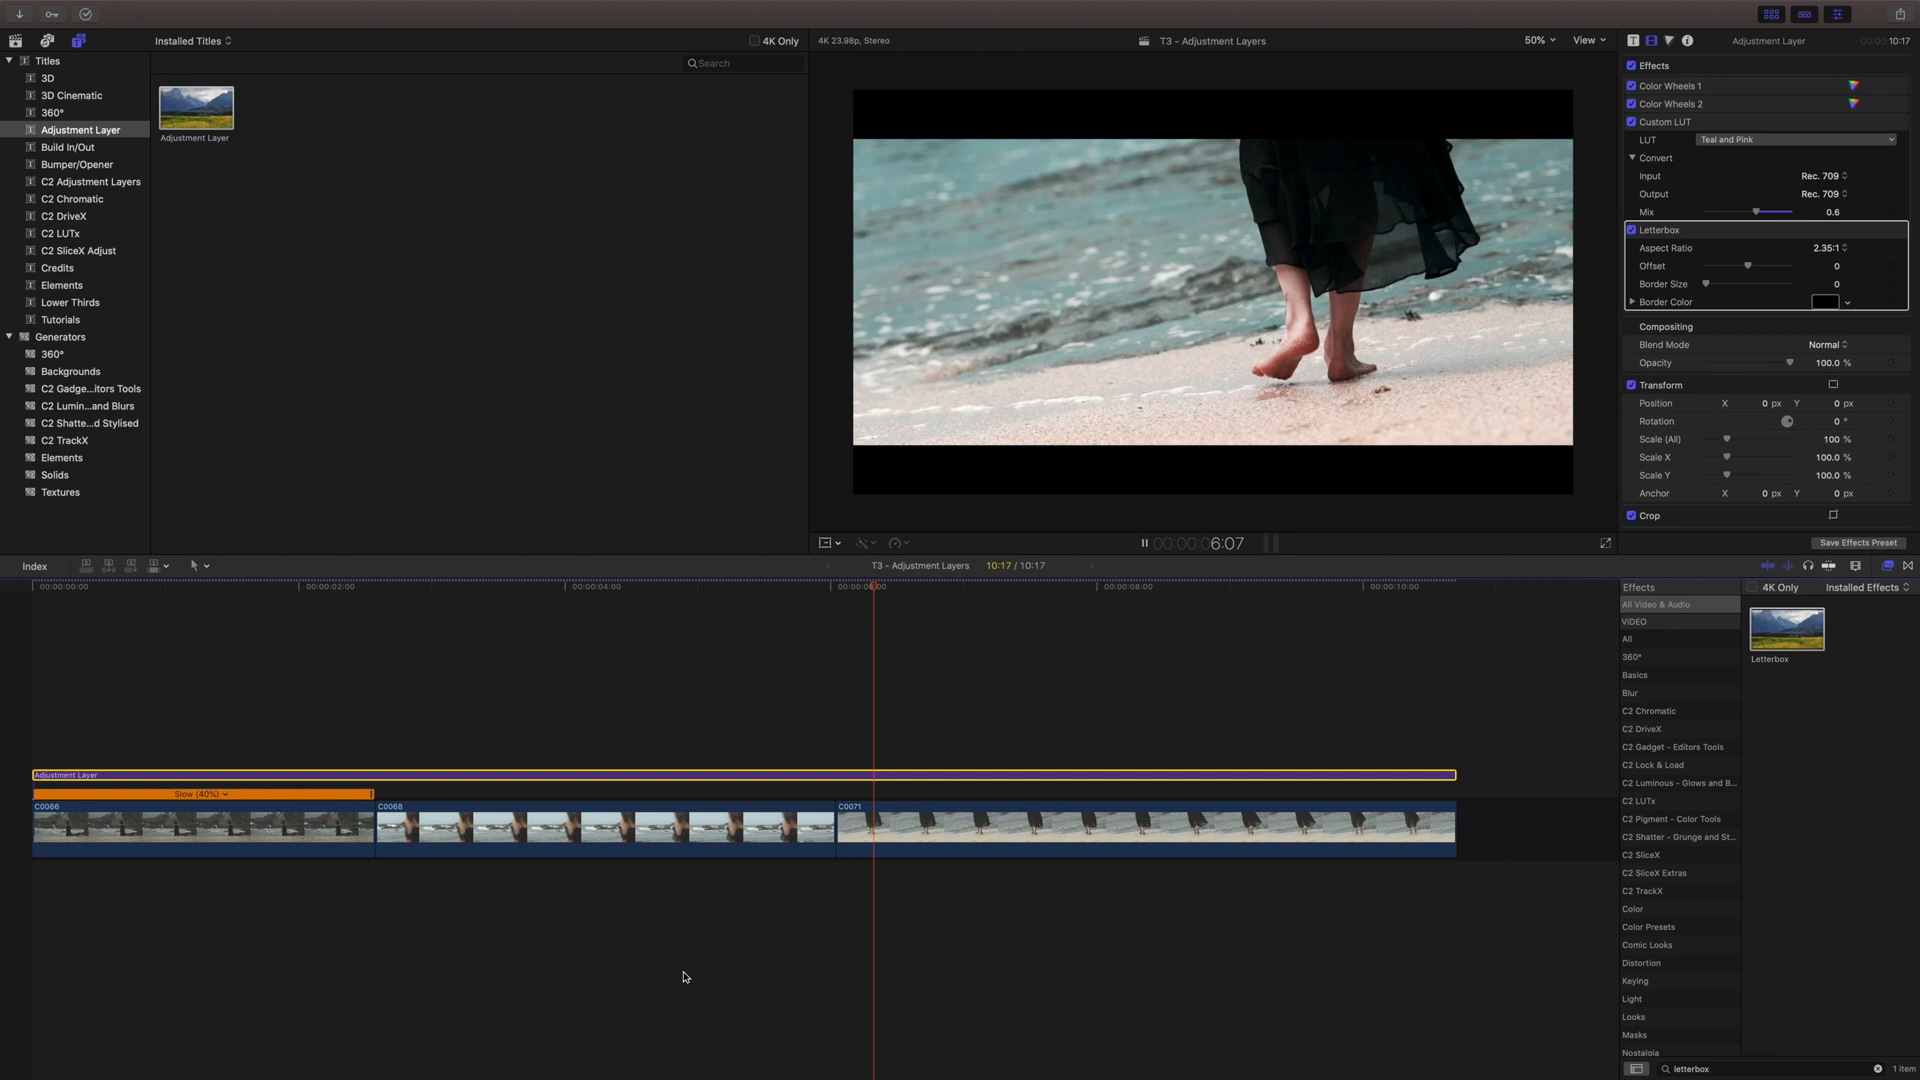 Installed Titles
4K Only
4K 23.98p, Stereo
T3 - Adjustment Layers
50%
View
Adjustment Layer
00:00:10:17
Search
Titles
3D
3D Cinematic
360°
Adjustment Layer
Build In/Out
Bumper/Opener
C2 Adjustment Layers
C2 Chromatic
C2 DriveX
C2 LUTx
C2 SliceX Adjust
Credits
Elements
Lower Thirds
Tutorials
Generators
360°
Backgrounds
C2 Gadge...itors Tools
C2 Lumin...and Blurs
C2 Shatte...d Stylised
C2 TrackX
Elements
Solids
Textures
Adjustment Layer
Effects
Color Wheels 1
Color Wheels 2
Custom LUT
LUT Teal and Pink
Convert
Input Rec. 709
Output Rec. 709
Mix 0.6
Letterbox
Aspect Ratio 2.35:1
Offset 0
Border Size 0
Border Color
Compositing
Blend Mode Normal
Opacity 100.0 %
Transform
Position X 0 px Y 0 px
Rotation 0 °
Scale (All) 100 %
Scale X 100.0 %
Scale Y 100.0 %
Anchor X 0 px Y 0 px
Crop
00:00:00:6:07
Save Effects Preset
Index
T3 - Adjustment Layers
10:17 / 10:17
00:00:00:00
00:00:02:00
00:00:04:00
00:00:06:00
00:00:08:00
00:00:10:00
Adjustment Layer
Slow (40%)
C0066
C0068
C0071
Effects
4K Only
Installed Effects
All Video & Audio
VIDEO
All
360°
Basics
Blur
C2 Chromatic
C2 DriveX
C2 Gadget - Editors Tools
C2 Lock & Load
C2 Luminous - Glows and B...
C2 LUTx
C2 Pigment - Color Tools
C2 Shatter - Grunge and St...
C2 SliceX
C2 SliceX Extras
C2 TrackX
Color
Color Presets
Comic Looks
Distortion
Keying
Light
Looks
Masks
Nostalgia
Letterbox
letterbox
1 item